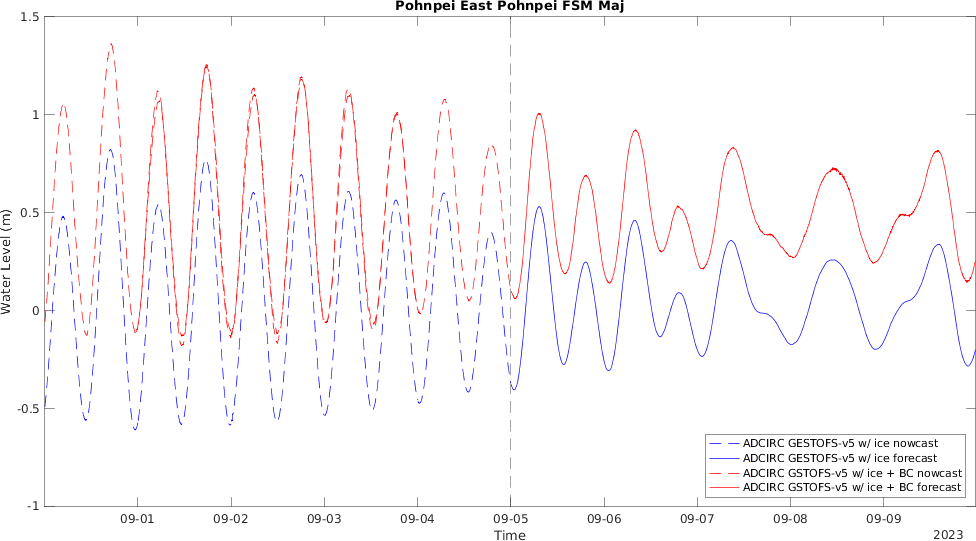 Pohnpei East Pohnpei FSM Maj
1.5
1
0.5
0
-0.5
-1
Water Level (m)
09-01
09-02
09-03
09-04
09-05
09-06
09-07
09-08
09-09
Time
2023
ADCIRC GESTOFS-v5 w/ ice nowcast
ADCIRC GESTOFS-v5 w/ ice forecast
ADCIRC GSTOFS-v5 w/ ice + BC nowcast
ADCIRC GSTOFS-v5 w/ ice + BC forecast